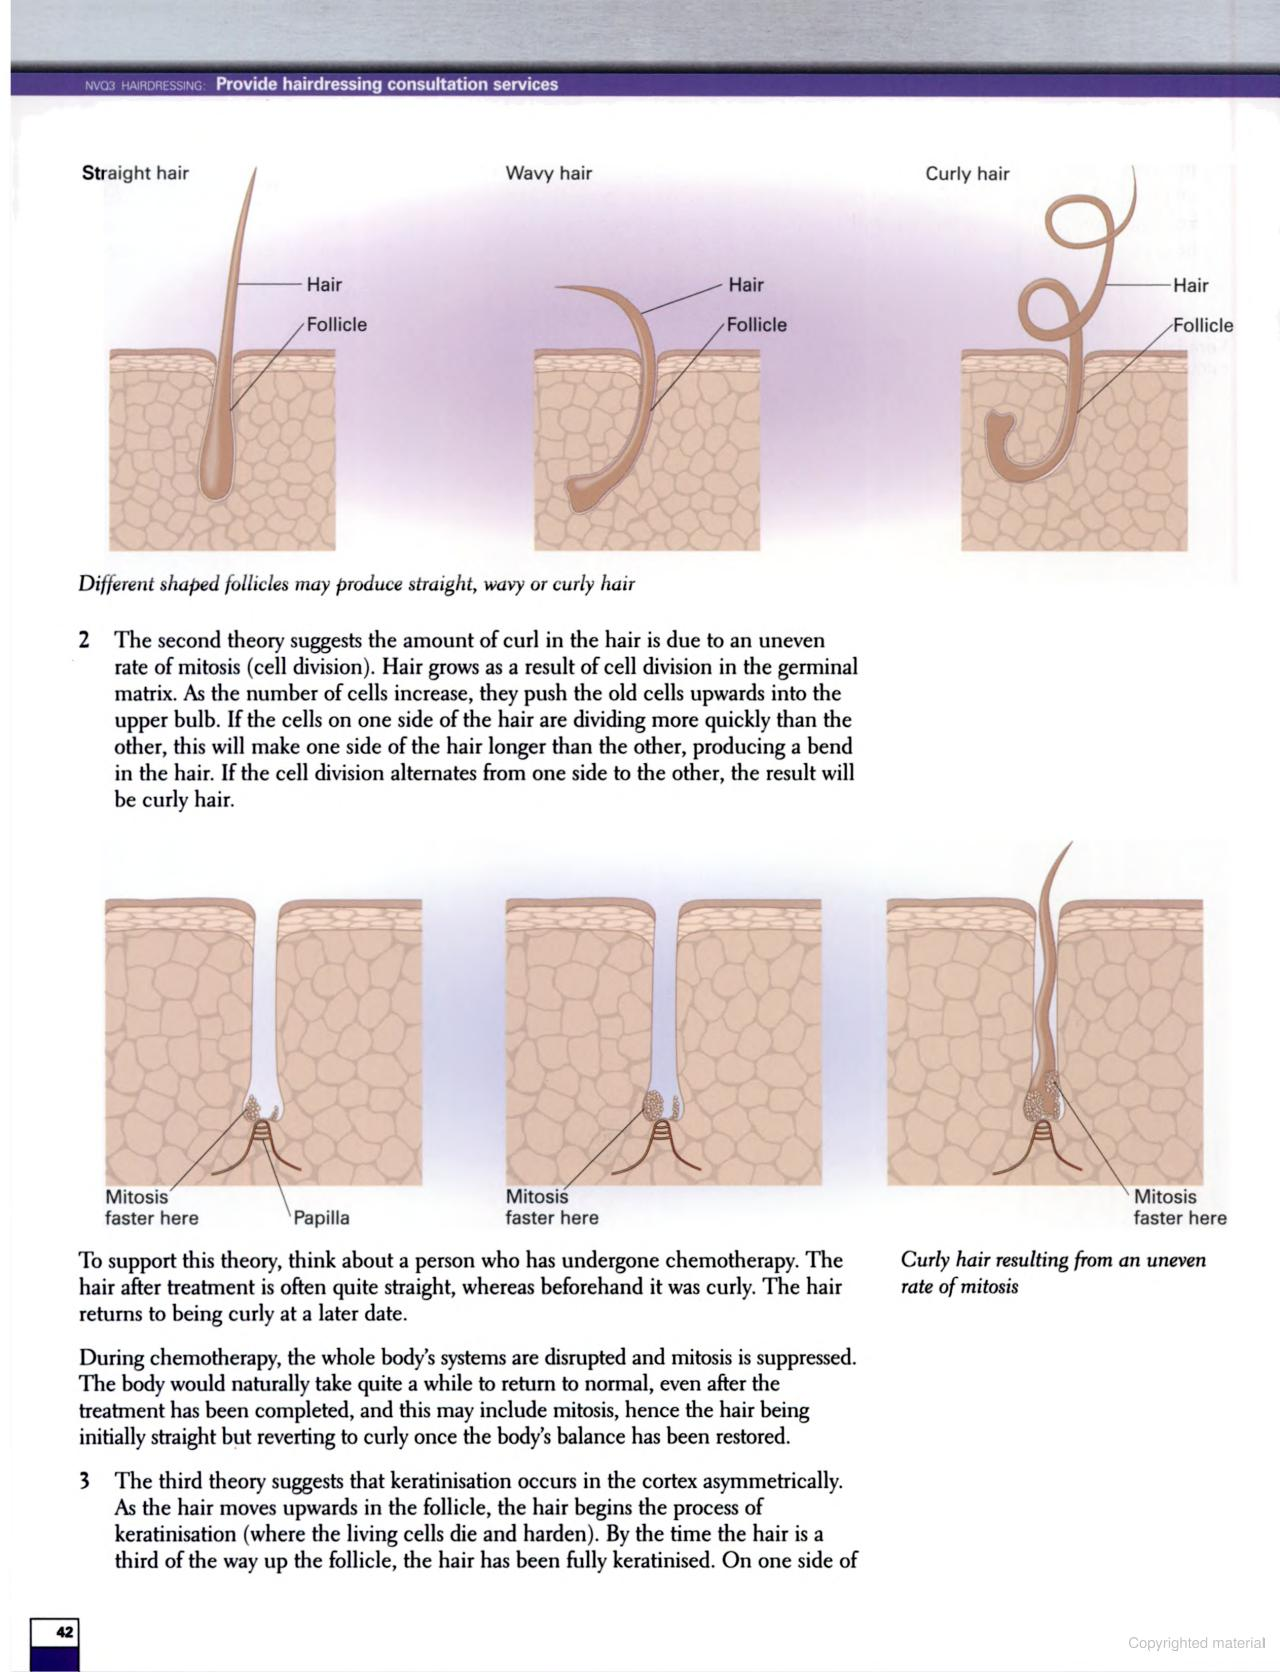 NVQ3 HAIRDRESSING: Provide hairdressing consultation services
Straight hair
Hair
Follicle
Wavy hair
Hair
Follicle
Curly hair
Hair
Follicle
Different shaped follicles may produce straight, wavy or curly hair
2 The second theory suggests the amount of curl in the hair is due to an uneven
rate of mitosis (cell division). Hair grows as a result of cell division in the germinal
matrix. As the number of cells increase, they push the old cells upwards into the
upper bulb. If the cells on one side of the hair are dividing more quickly than the
other, this will make one side of the hair longer than the other, producing a bend
in the hair. If the cell division alternates from one side to the other, the result will
be curly hair.
Mitosis
faster here
Papilla
Mitosis
faster here
Mitosis
faster here
Curly hair resulting from an uneven
rate of mitosis
To support this theory, think about a person who has undergone chemotherapy. The
hair after treatment is often quite straight, whereas beforehand it was curly. The hair
returns to being curly at a later date.
During chemotherapy, the whole body's systems are disrupted and mitosis is suppressed.
The body would naturally take quite a while to return to normal, even after the
treatment has been completed, and this may include mitosis, hence the hair being
initially straight but reverting to curly once the body's balance has been restored.
3 The third theory suggests that keratinisation occurs in the cortex asymmetrically.
As the hair moves upwards in the follicle, the hair begins the process of
keratinisation (where the living cells die and harden). By the time the hair is a
third of the way up the follicle, the hair has been fully keratinised. On one side of
42
Copyrighted material